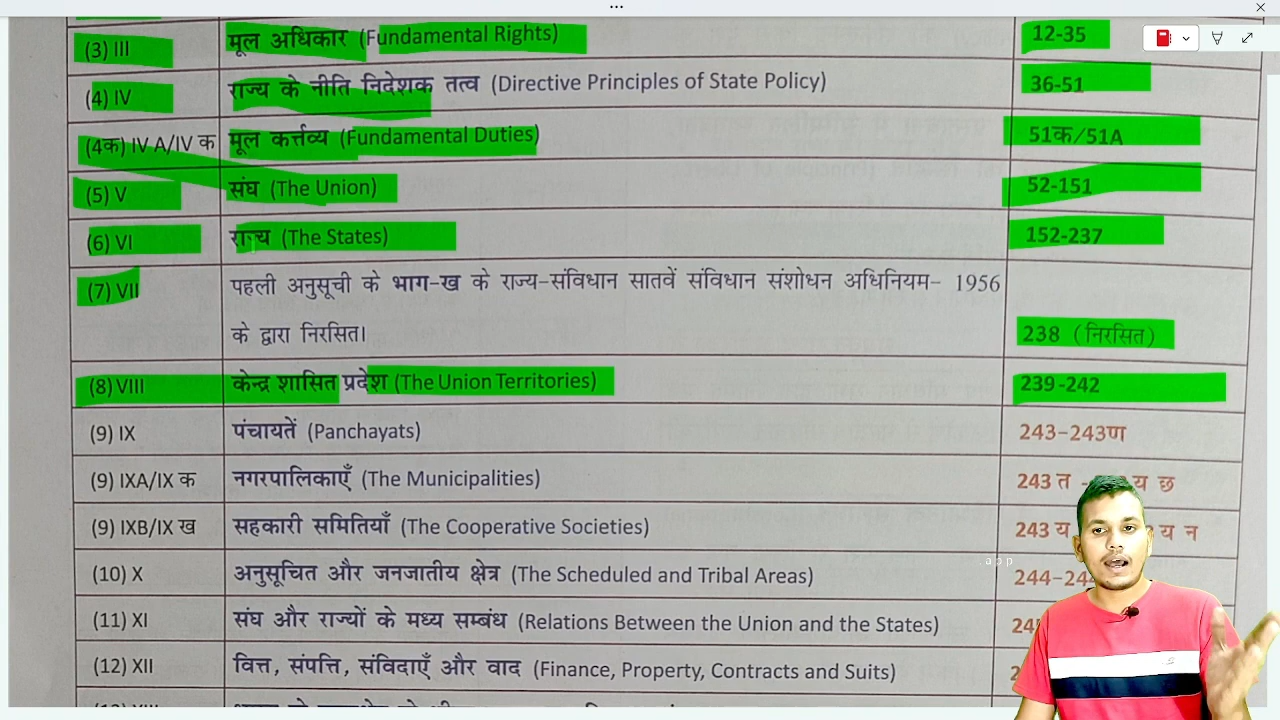 (3) III मूल अधिकार (Fundamental Rights) 12-35
(4) IV राज्य के नीति निदेशक तत्व (Directive Principles of State Policy) 36-51
(4क) IV A/IV क मूल कर्त्तव्य (Fundamental Duties) 51क/51A
(5) V संघ (The Union) 52-151
(6) VI राज्य (The States) 152-237
(7) VII पहली अनुसूची के भाग-ख के राज्य-संविधान सातवें संविधान संशोधन अधिनियम- 1956
के द्वारा निरसित। 238 (निरसित)
(8) VIII केन्द्र शासित प्रदेश (The Union Territories) 239-242
(9) IX पंचायतें (Panchayats) 243-243ण
(9) IXA/IX क नगरपालिकाएँ (The Municipalities) 243 त - य छ
(9) IXB/IX ख सहकारी समितियाँ (The Cooperative Societies) 243 य य न
.app
(10) X अनुसूचित और जनजातीय क्षेत्र (The Scheduled and Tribal Areas)
(11) XI संघ और राज्यों के मध्य सम्बंध (Relations Between the Union and the States)
(12) XII वित्त, संपत्ति, संविदाएँ और वाद (Finance, Property, Contracts and Suits)